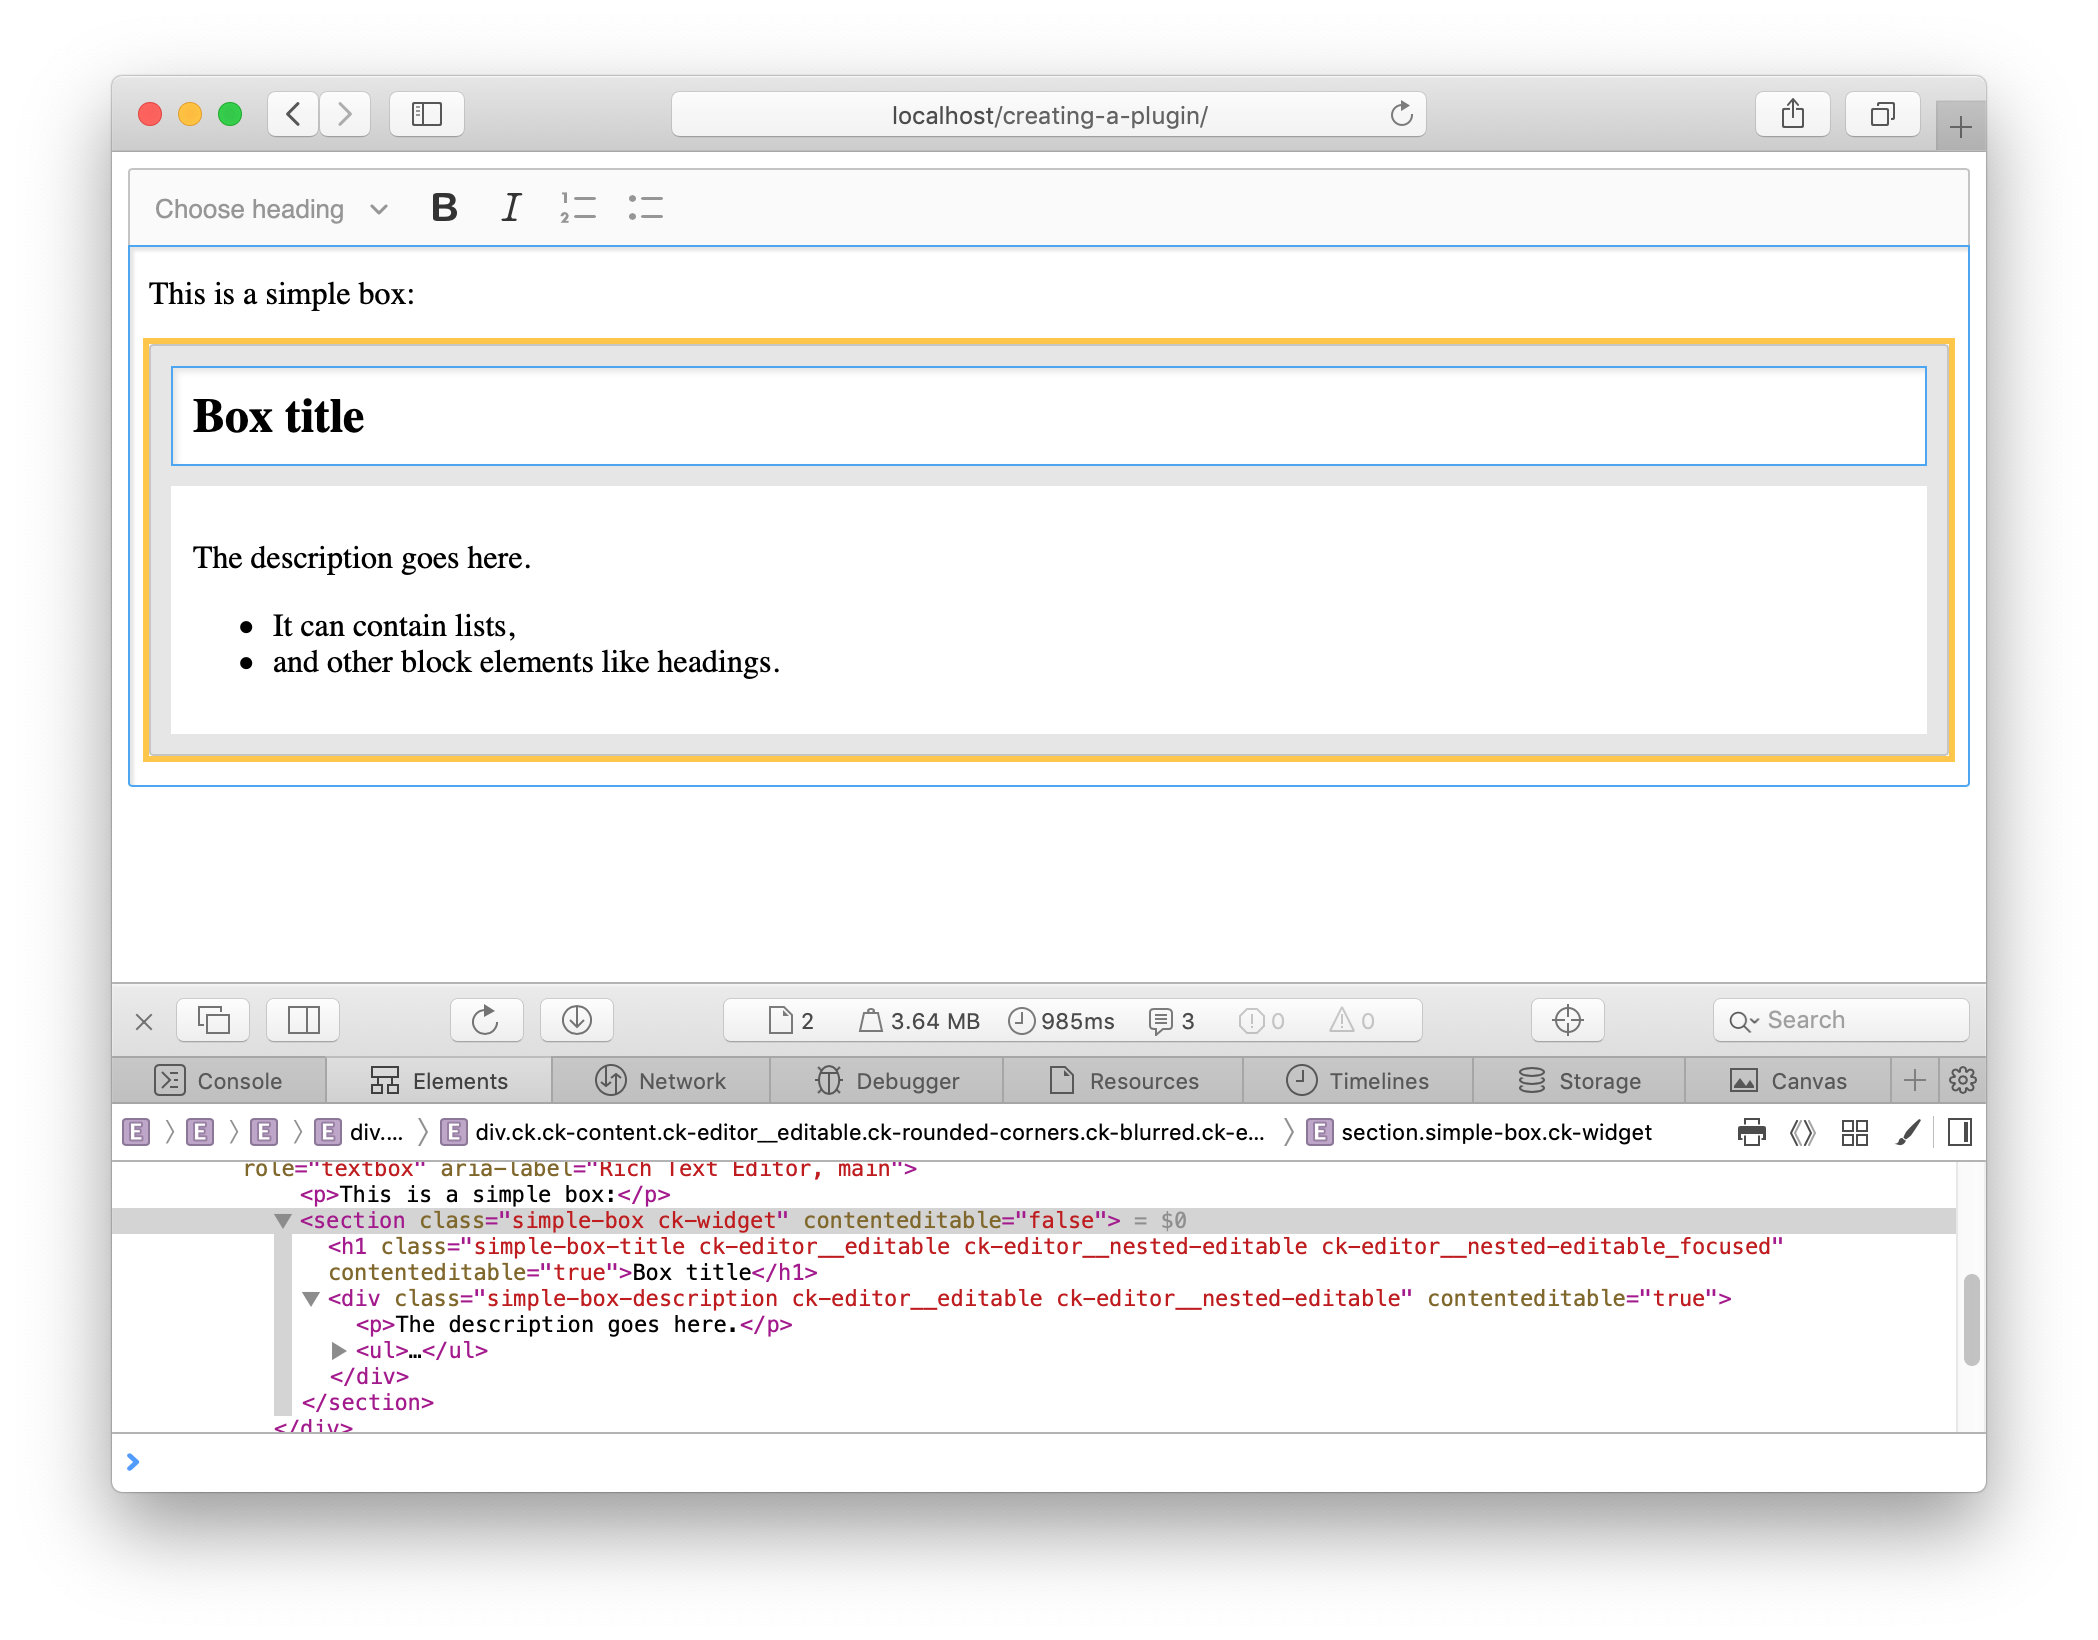 localhost/creating-a-plugin/
Choose heading B I
This is a simple box:
Box title
The description goes here.
• It can contain lists,
• and other block elements like headings.
2 3.64 MB 985ms 3 0 0 Search
Console Elements Network Debugger Resources Timelines Storage Canvas
E E E E div.... E div.ck.ck-content.ck-editor__editable.ck-rounded-corners.ck-blurred.ck-e... E section.simple-box.ck-widget
role="textbox" aria-label="Rich Text Editor, main">
<p>This is a simple box:</p>
<section class="simple-box ck-widget" contenteditable="false"> = $0
<h1 class="simple-box-title ck-editor__editable ck-editor__nested-editable ck-editor__nested-editable_focused"
contenteditable="true">Box title</h1>
<div class="simple-box-description ck-editor__editable ck-editor__nested-editable" contenteditable="true">
<p>The description goes here.</p>
<ul>…</ul>
</div>
</section>
</div>